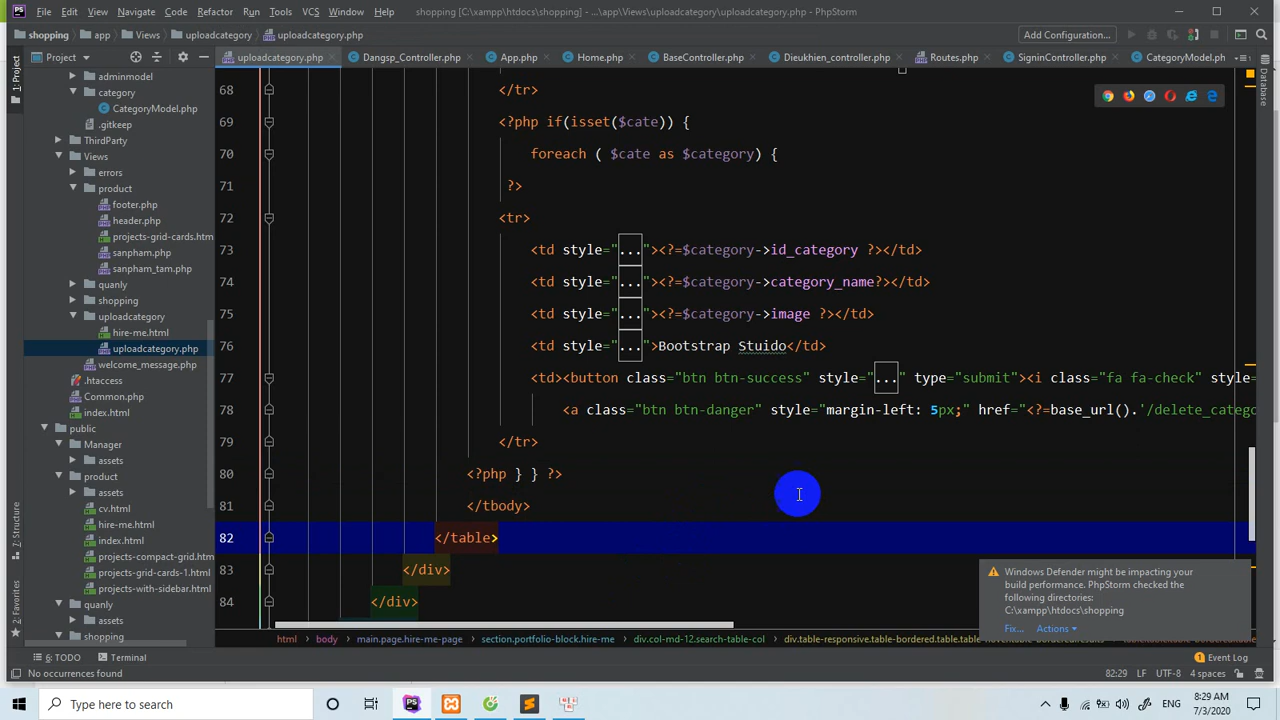 File Edit View Navigate Code Refactor Run Tools VCS Window Help shopping [C:\xampp\htdocs\shopping] - ...\app\Views\uploadcategory\uploadcategory.php - PhpStorm
shopping app Views uploadcategory uploadcategory.php Add Configuration...
Project uploadcategory.php Dangsp_Controller.php App.php Home.php BaseController.php Dieukhien_controller.php Routes.php SigninController.php CategoryModel.ph
1: Project
7: Structure
2: Favorites
Database
adminmodel
category
CategoryModel.php
.gitkeep
ThirdParty
Views
errors
product
footer.php
header.php
projects-grid-cards.htm
sanpham.php
sanpham_tam.php
quanly
shopping
uploadcategory
hire-me.html
uploadcategory.php
welcome_message.php
.htaccess
Common.php
index.html
public
Manager
assets
product
assets
cv.html
hire-me.html
index.html
projects-compact-grid.htm
projects-grid-cards-1.html
projects-with-sidebar.html
quanly
assets
shopping
68 </tr>
69 <?php if(isset($cate)) {
70 foreach ( $cate as $category) {
71 ?>
72 <tr>
73 <td style="..."><?=$category->id_category ?></td>
74 <td style="..."><?=$category->category_name?></td>
75 <td style="..."><?=$category->image ?></td>
76 <td style="...">Bootstrap Stuido</td>
77 <td><button class="btn btn-success" style="..." type="submit"><i class="fa fa-check" style=
78 <a class="btn btn-danger" style="margin-left: 5px;" href="<?=base_url().'/delete_catego
79 </tr>
80 <?php } } ?>
81 </tbody>
82 </table>
83 </div>
84 </div>
Windows Defender might be impacting your
build performance. PhpStorm checked the
following directories:
C:\xampp\htdocs\shopping
Fix... Actions
html body main.page.hire-me-page section.portfolio-block.hire-me div.col-md-12.search-table-col div.table-responsive.table-bordered.table.table-
6: TODO Terminal 1 Event Log
No occurrences found 82:29 LF UTF-8 4 spaces
Type here to search ENG 8:29 AM
7/3/2020